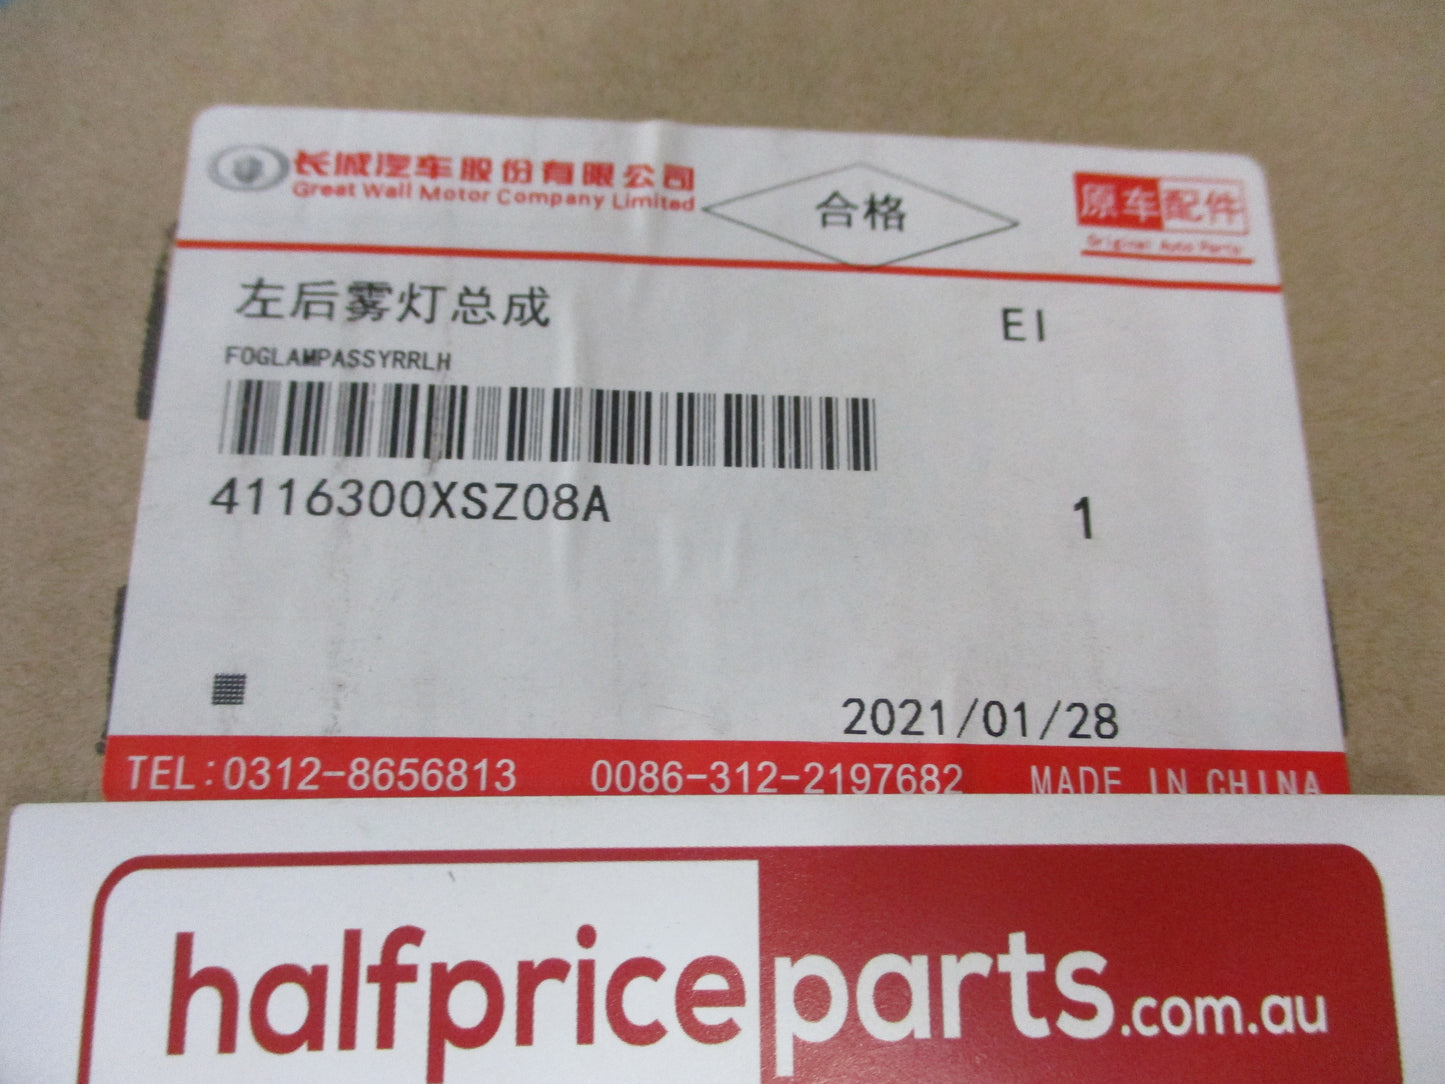 长城汽车股份有限公司
Great Wall Motor Company Limited
合格
原车配件
Original Auto Parts
左后雾灯总成
EI
FOGLAMPASSYRRLH
4116300XSZ08A
1
2021/01/28
TEL:0312-8656813 0086-312-2197682 MADE IN CHINA
halfpriceparts.com.au